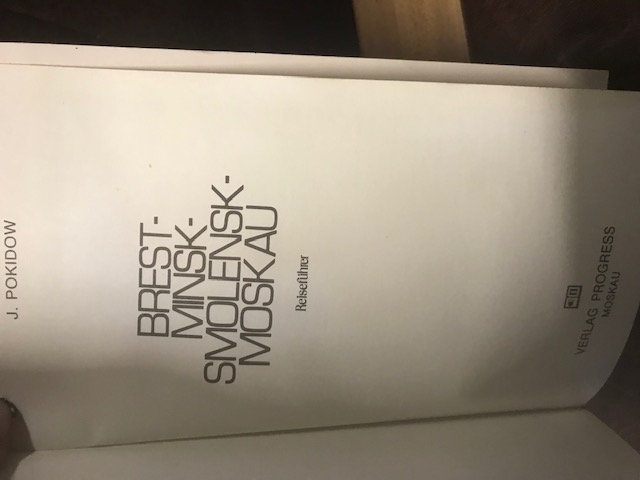 J. POKIDOW
BREST-
MINSK-
SMOLENSK-
MOSKAU
Reiseführer
VERLAG PROGRESS
MOSKAU